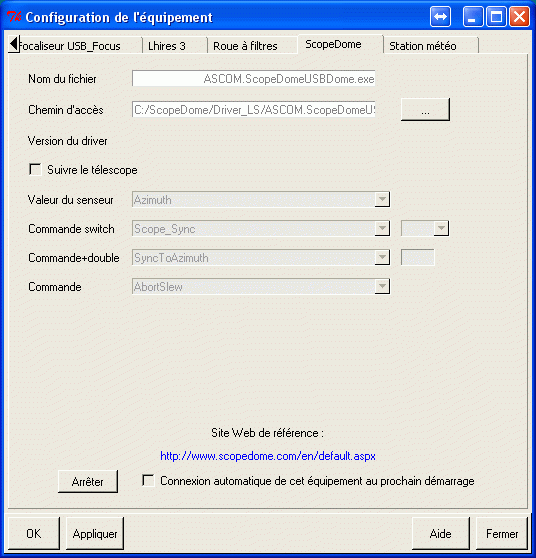 Configuration de l'équipement
Focaliseur USB_Focus Lhires 3 Roue à filtres ScopeDome Station météo
Nom du fichier ASCOM.ScopeDomeUSBDome.exe
Chemin d'accès C:/ScopeDome/Driver_LS/ASCOM.ScopeDomeUS ...
Version du driver
Suivre le télescope
Valeur du senseur Azimuth
Commande switch Scope_Sync
Commande+double SyncToAzimuth
Commande AbortSlew
Site Web de référence :
http://www.scopedome.com/en/default.aspx
Arrêter Connexion automatique de cet équipement au prochain démarrage
OK Appliquer Aide Fermer